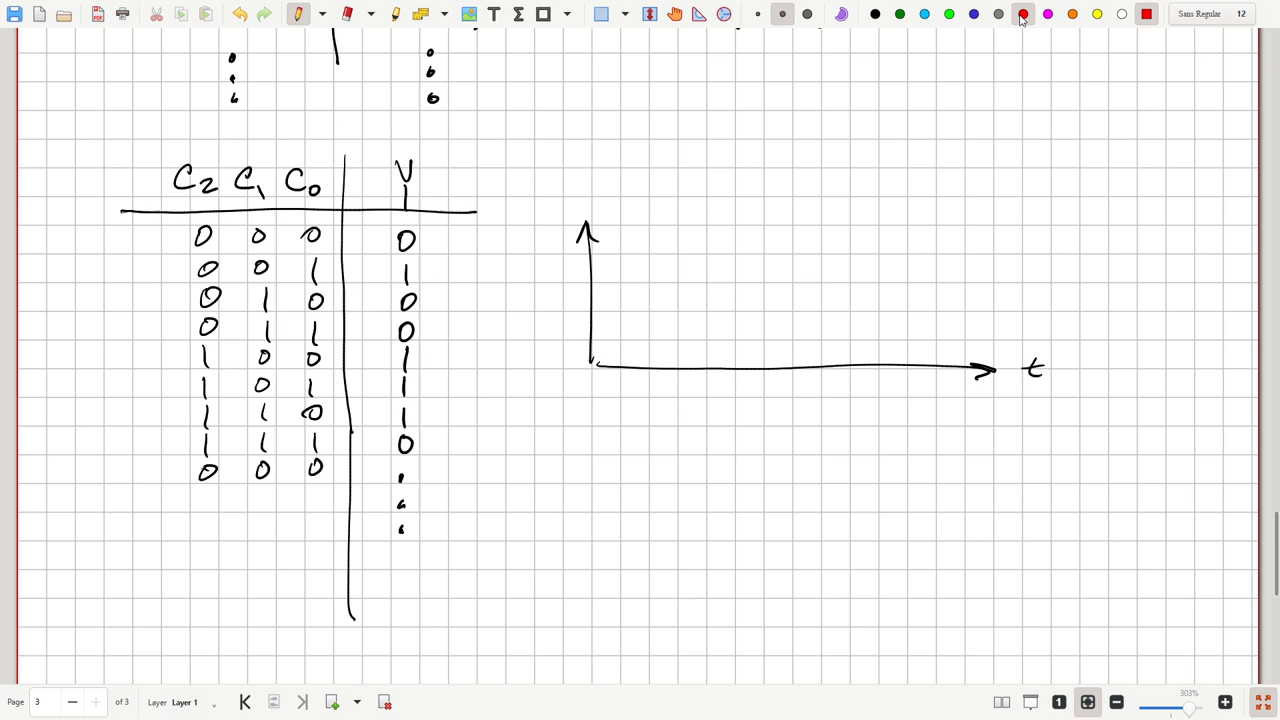 Sans Regular 12
C2 C1 C0 Y
0 0 0 0
0 0 1 1
0 1 0 0
0 1 1 0
1 0 0 1
1 0 1 1
1 1 0 1
1 1 1 0
0 0 0
t
Page 3 of 3 Layer Layer 1 303%